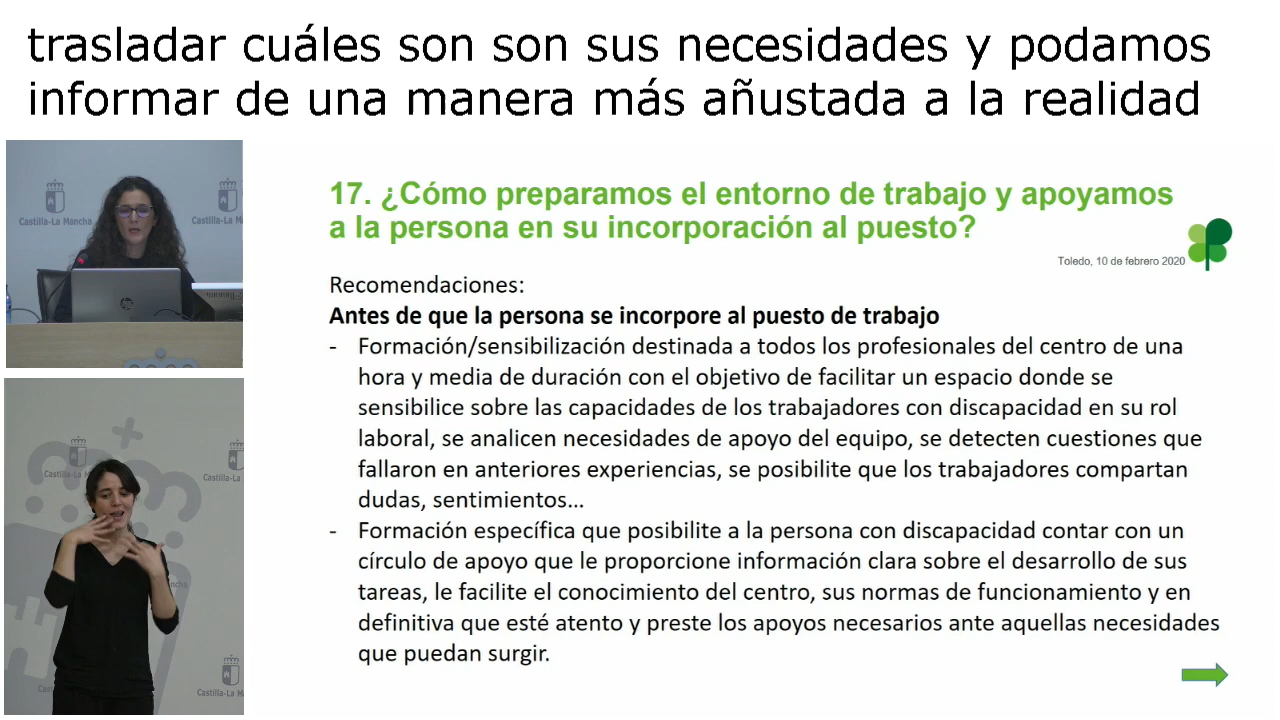 trasladar cuáles son son sus necesidades y podamos
informar de una manera más añustada a la realidad
Castilla-La Mancha
Castilla-La M
17. ¿Cómo preparamos el entorno de trabajo y apoyamos
a la persona en su incorporación al puesto?
Toledo, 10 de febrero 2020
Recomendaciones:
Antes de que la persona se incorpore al puesto de trabajo
- Formación/sensibilización destinada a todos los profesionales del centro de una
hora y media de duración con el objetivo de facilitar un espacio donde se
sensibilice sobre las capacidades de los trabajadores con discapacidad en su rol
laboral, se analicen necesidades de apoyo del equipo, se detecten cuestiones que
fallaron en anteriores experiencias, se posibilite que los trabajadores compartan
dudas, sentimientos...
- Formación específica que posibilite a la persona con discapacidad contar con un
círculo de apoyo que le proporcione información clara sobre el desarrollo de sus
tareas, le facilite el conocimiento del centro, sus normas de funcionamiento y en
definitiva que esté atento y preste los apoyos necesarios ante aquellas necesidades
que puedan surgir.
Castilla-La M
Castilla-La
ncha
Castilla-La M